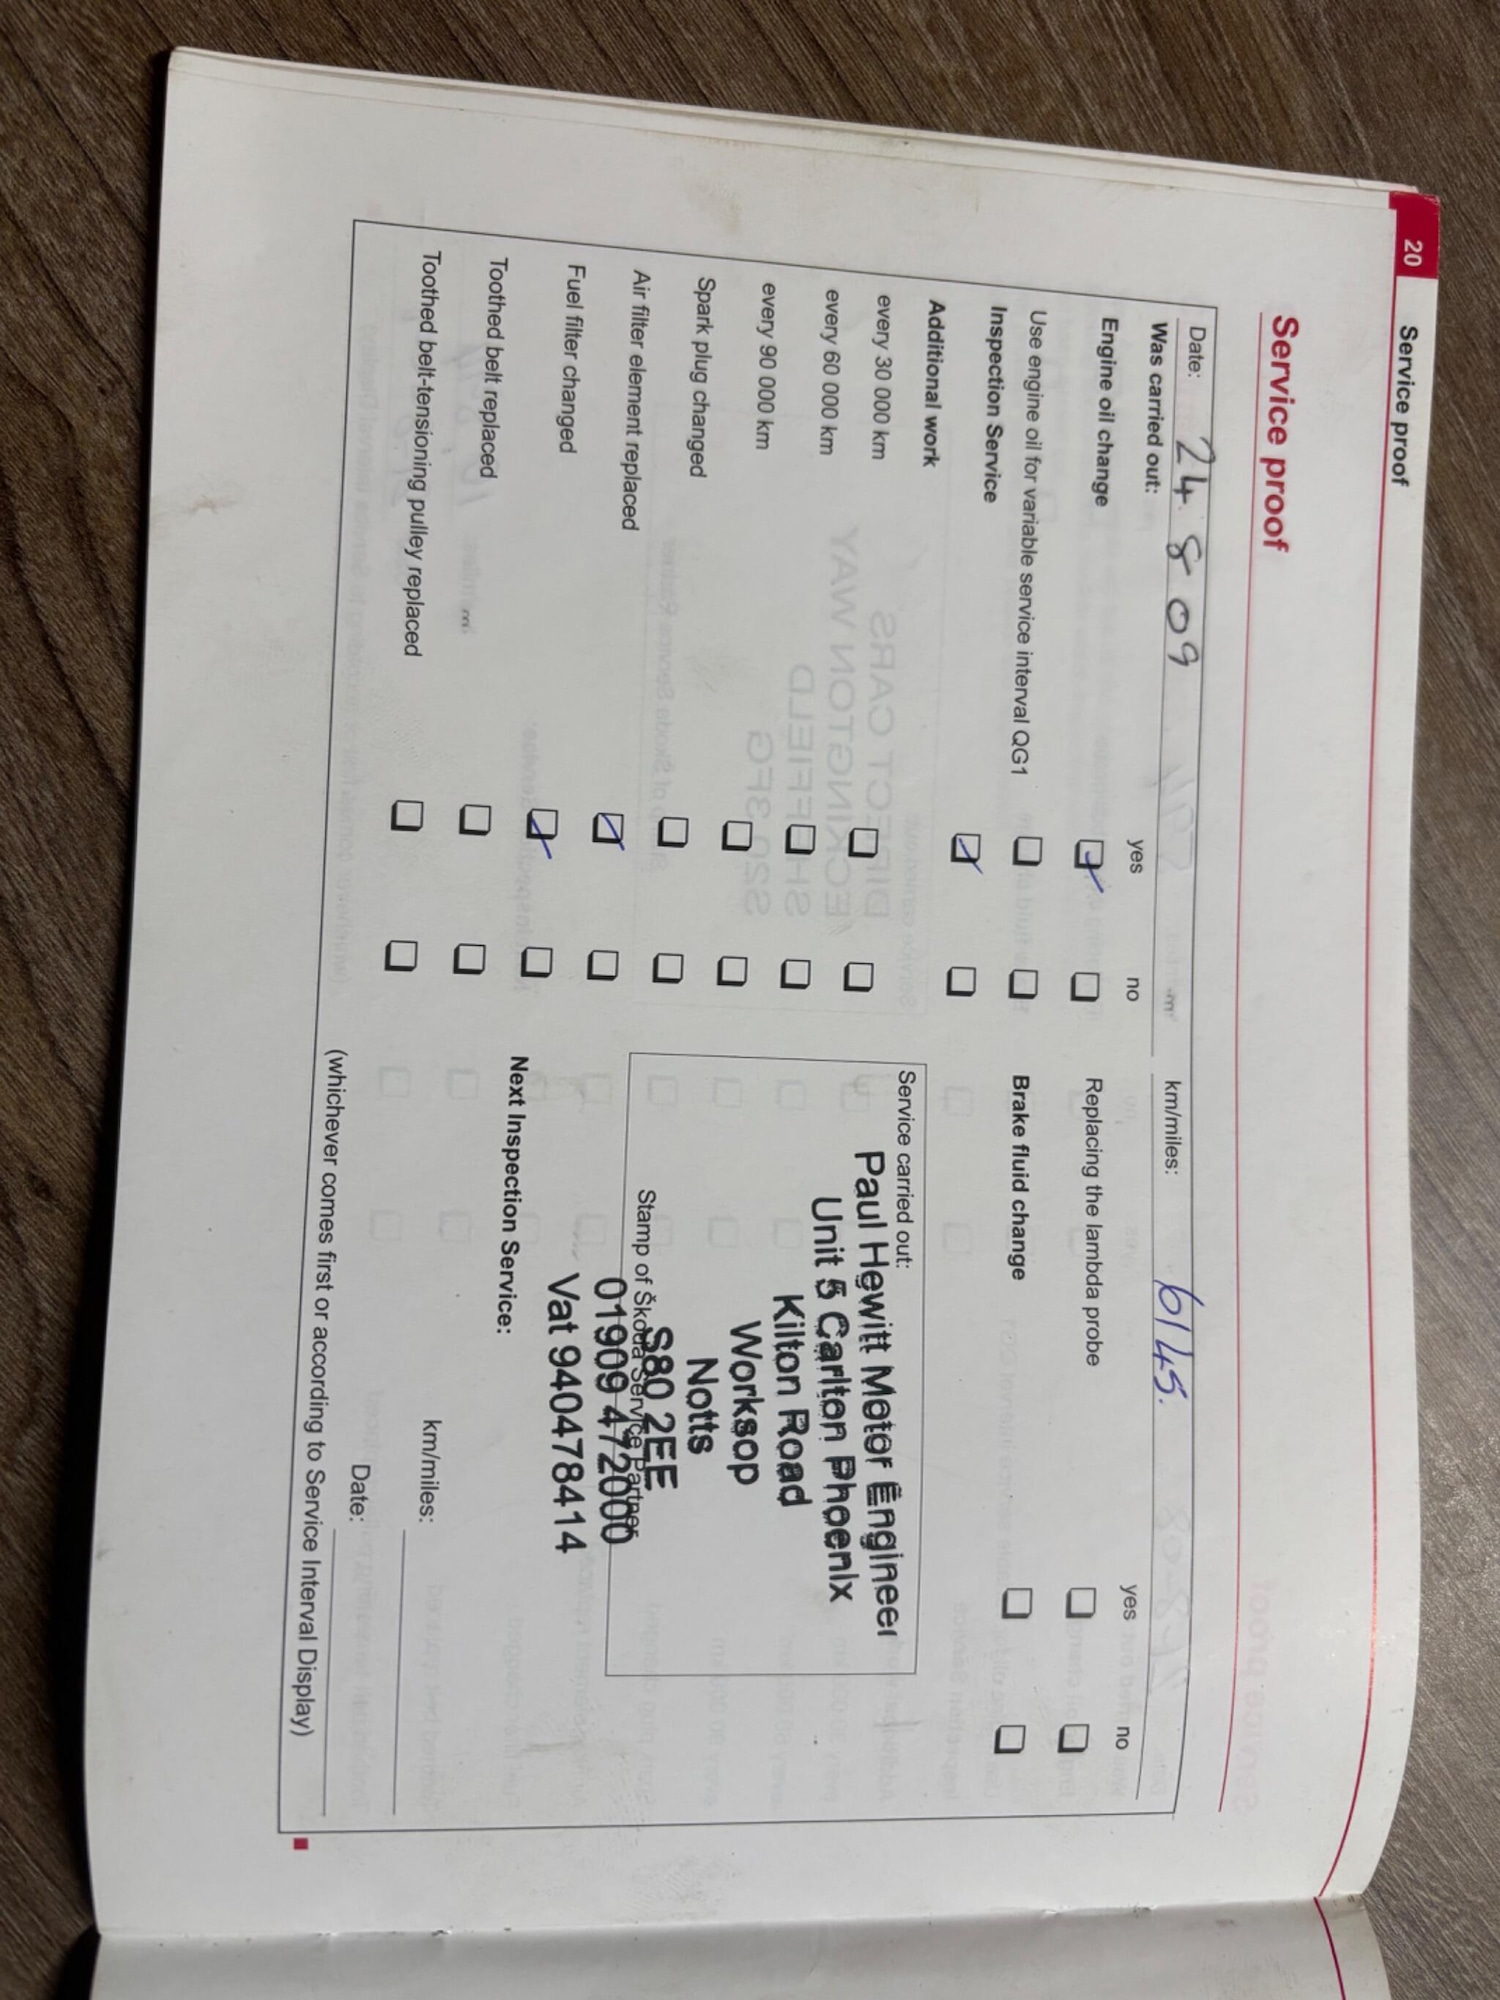 20 Service proof
Service proof
Date: 24. 8 09 km/miles: 6145.
Was carried out: yes no yes no
Engine oil change Replacing the lambda probe
Use engine oil for variable service interval QG1 Brake fluid change
Inspection Service
Additional work
every 30 000 km
every 60 000 km
every 90 000 km
Spark plug changed
Air filter element replaced
Fuel filter changed
Toothed belt replaced
Toothed belt-tensioning pulley replaced
Service carried out:
Paul Hewitt Motor Engineer
Unit 5 Carlton Phoenix
Kilton Road
Worksop
Notts
S80 2EE
Stamp of Škoda Service Partner
01909 472000
Vat 940478414
Next Inspection Service:
km/miles:
Date:
(whichever comes first or according to Service Interval Display)